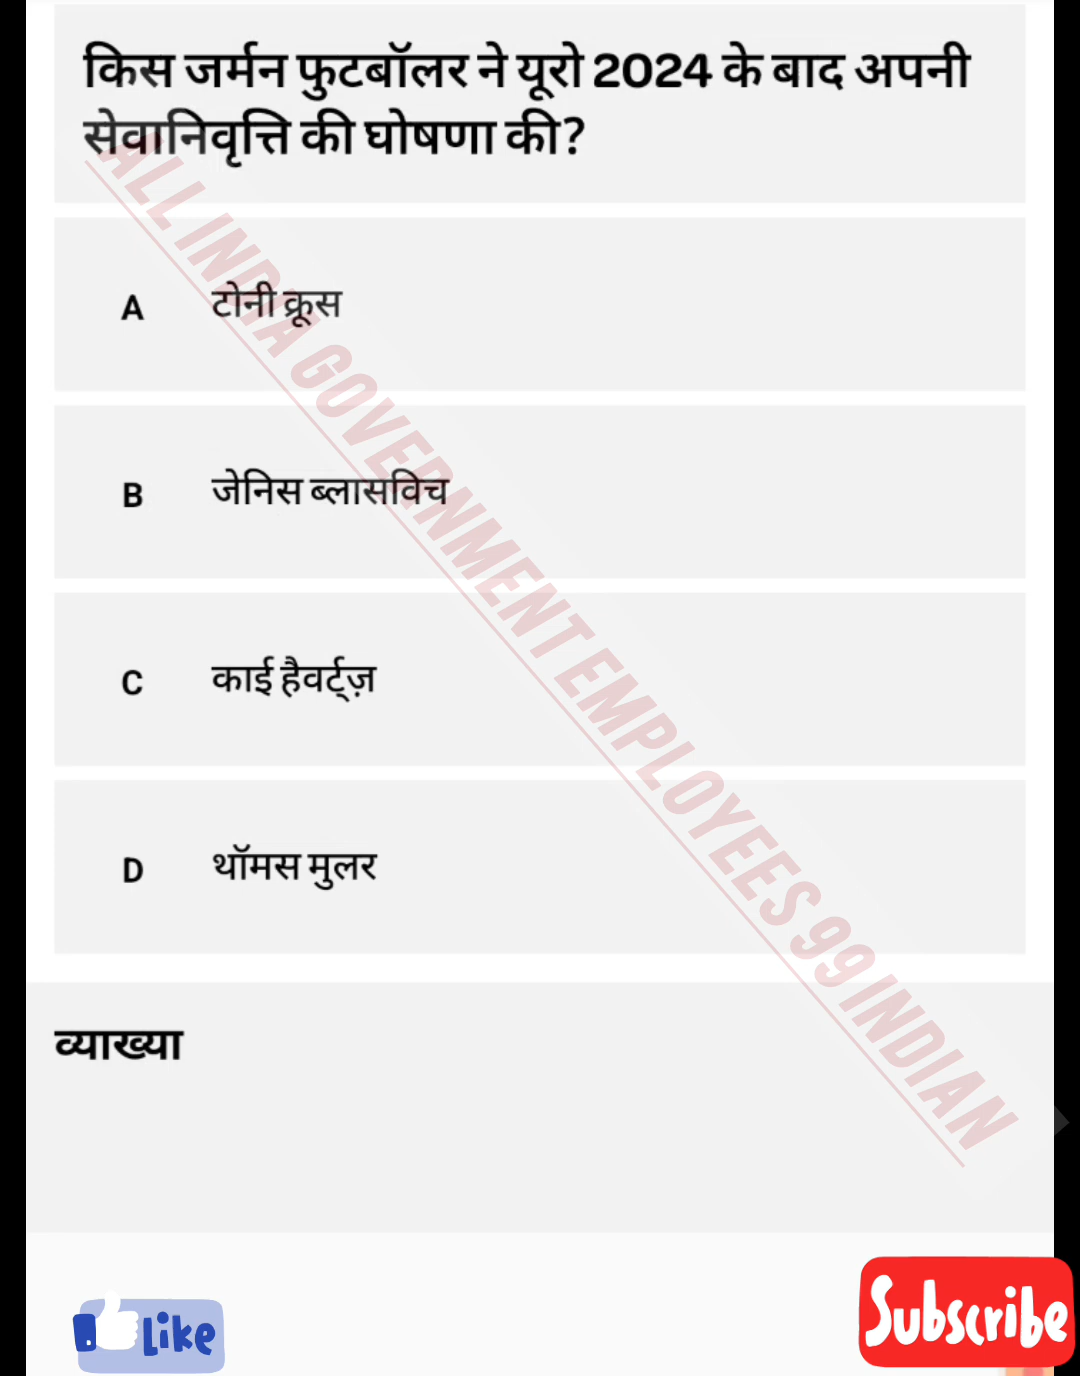 किस जर्मन फुटबॉलर ने यूरो 2024 के बाद अपनी
सेवानिवृत्ति की घोषणा की?
A टोनी क्रूस
B जेनिस ब्लासविच
C काई हैवर्ट्ज़
D थॉमस मुलर
ALL INDIA GOVERNMENT EMPLOYEES 99 INDIAN
व्याख्या
Like
Subscribe